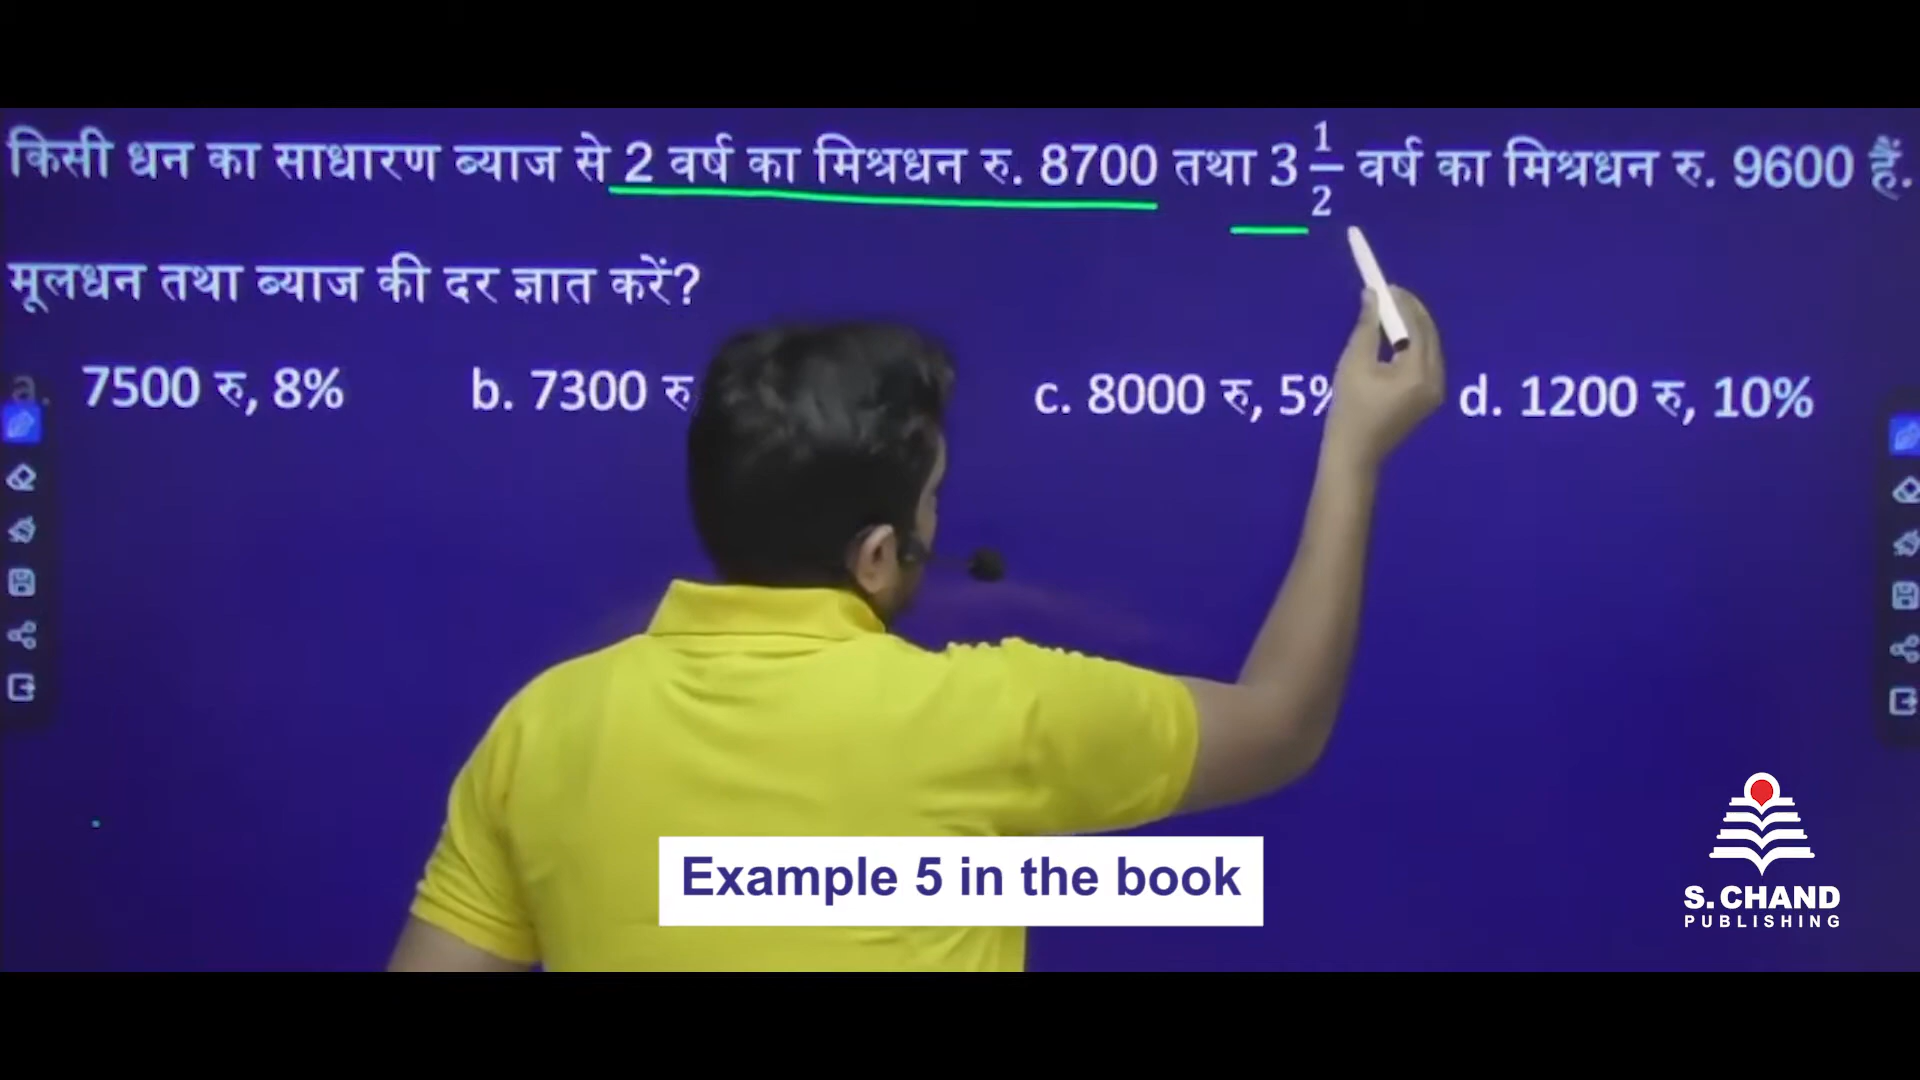 किसी धन का साधारण ब्याज से 2 वर्ष का मिश्रधन रु. 8700 तथा 3 1/2 वर्ष का मिश्रधन रु. 9600 हैं.
मूलधन तथा ब्याज की दर ज्ञात करें?
a. 7500 रु, 8% b. 7300 रु c. 8000 रु, 5% d. 1200 रु, 10%
Example 5 in the book
S. CHAND
PUBLISHING